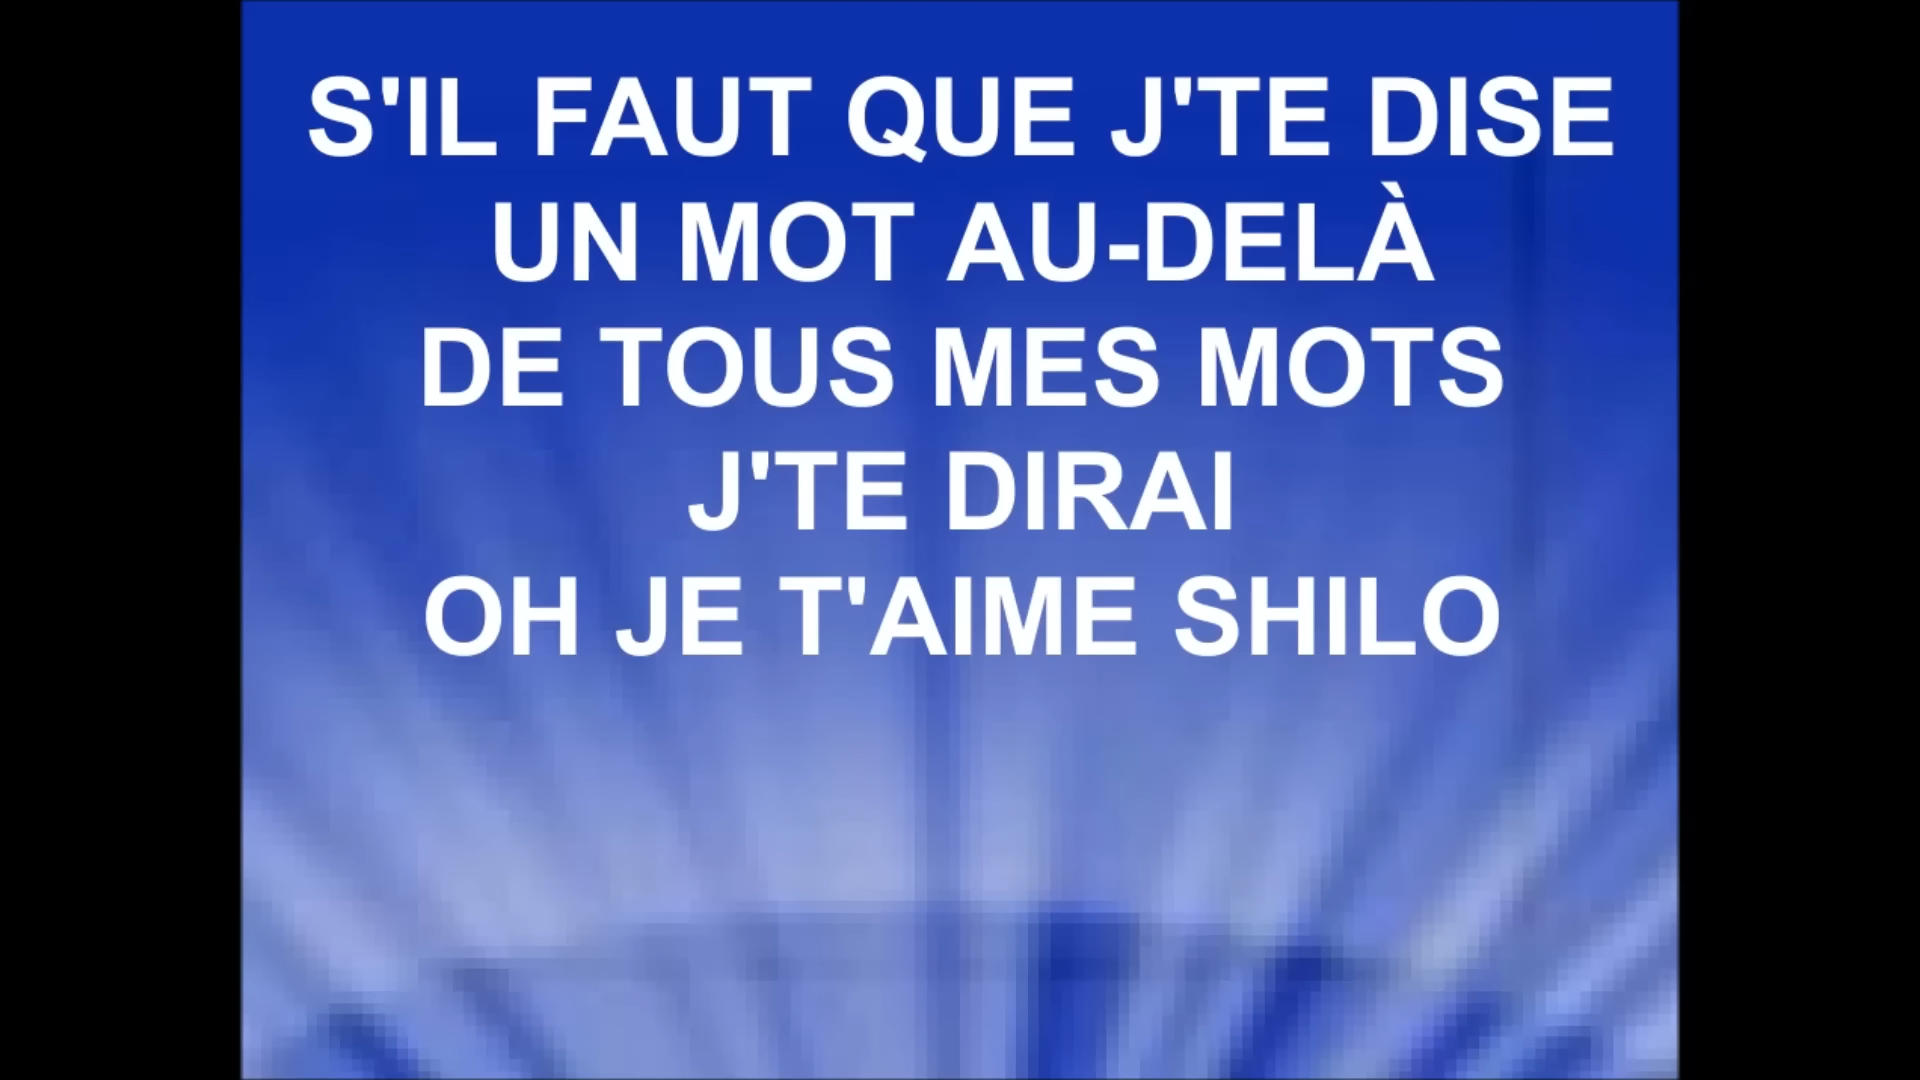 S'IL FAUT QUE J'TE DISE
UN MOT AU-DELÀ
DE TOUS MES MOTS
J'TE DIRAI
OH JE T'AIME SHILO